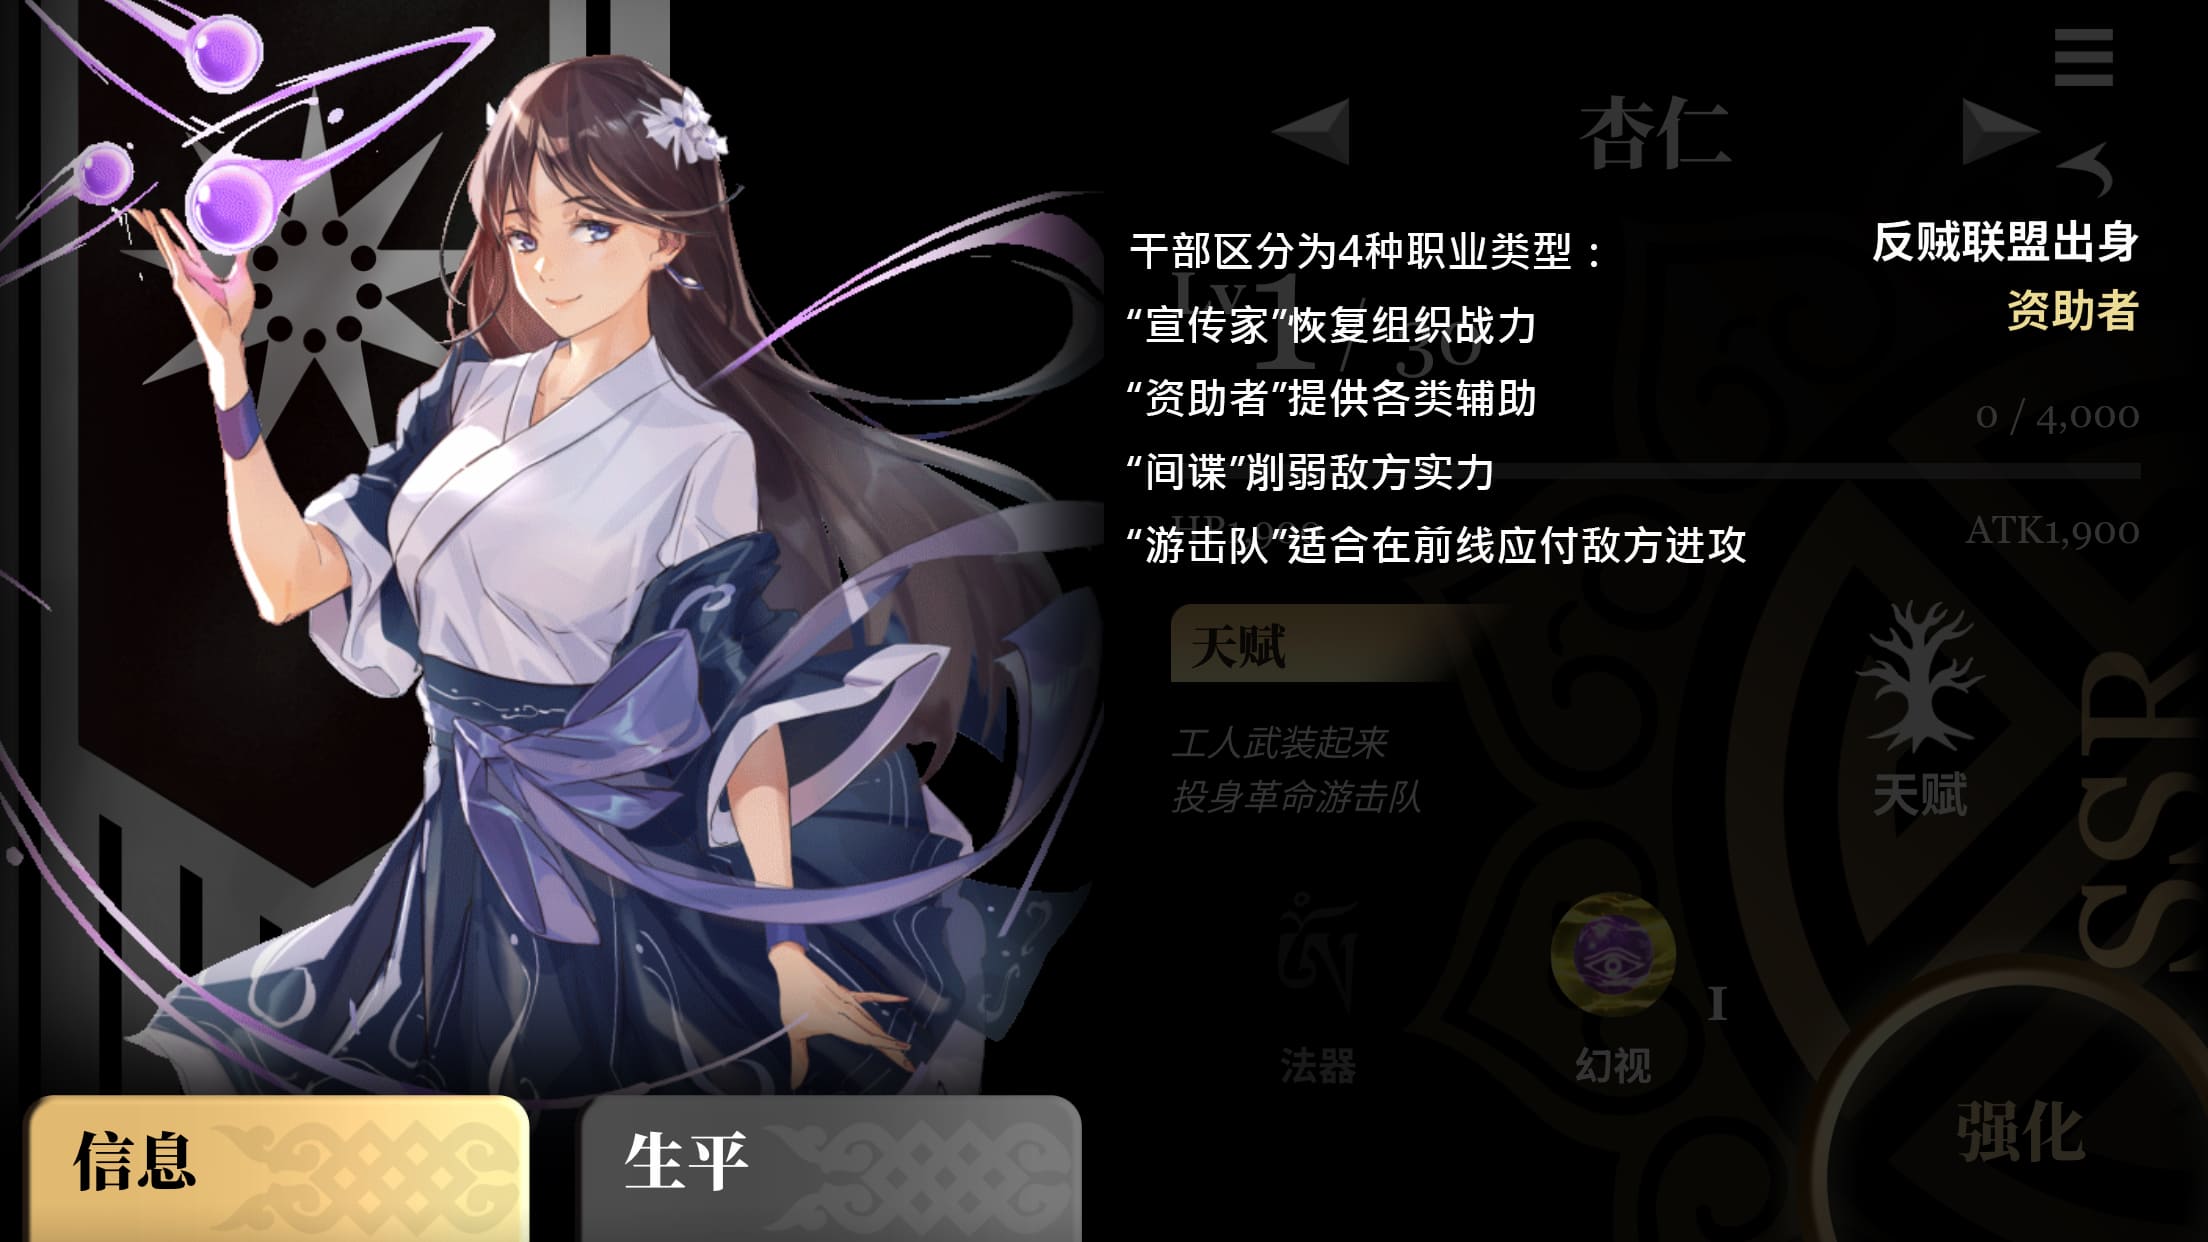 杏仁
反贼联盟出身
资助者
干部区分为4种职业类型：
“宣传家”恢复组织战力
“资助者”提供各类辅助
“间谍”削弱敌方实力
“游击队”适合在前线应付敌方进攻
Lv 1 / 30
0 / 4,000
HP1,900
ATK1,900
天赋
工人武装起来
投身革命游击队
天赋
SSR
I
法器
幻视
强化
信息
生平